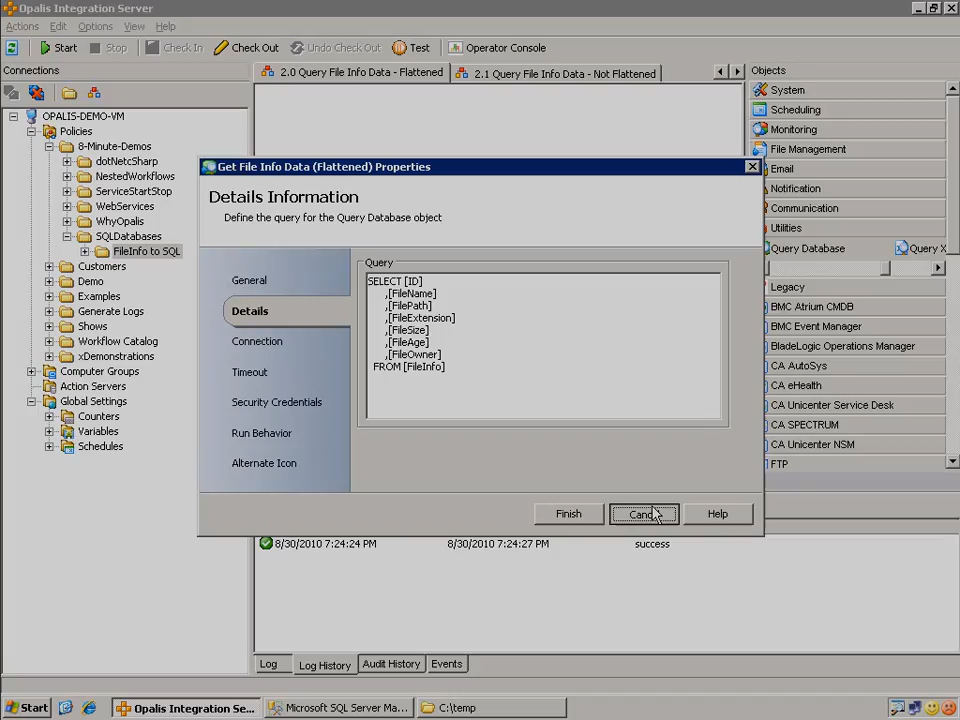 Opalis Integration Server
Actions Edit Options View Help
Start Stop Check In Check Out Undo Check Out Test Operator Console
Connections
2.0 Query File Info Data - Flattened
2.1 Query File Info Data - Not Flattened
Objects
OPALIS-DEMO-VM
Policies
8-Minute-Demos
dotNetcSharp
NestedWorkflows
ServiceStartStop
WebServices
WhyOpalis
SQLDatabases
FileInfo to SQL
Customers
Demo
Examples
Generate Logs
Shows
Workflow Catalog
xDemonstrations
Computer Groups
Action Servers
Global Settings
Counters
Variables
Schedules
Get File Info Data (Flattened) Properties
Details Information
Define the query for the Query Database object
General
Details
Connection
Timeout
Security Credentials
Run Behavior
Alternate Icon
Query
SELECT [ID]
,[FileName]
,[FilePath]
,[FileExtension]
,[FileSize]
,[FileAge]
,[FileOwner]
FROM [FileInfo]
Finish
Help
System
Scheduling
Monitoring
File Management
Email
Notification
Communication
Utilities
Query Database Query X
Legacy
BMC Atrium CMDB
BMC Event Manager
BladeLogic Operations Manager
CA AutoSys
CA eHealth
CA Unicenter Service Desk
CA SPECTRUM
CA Unicenter NSM
FTP
8/30/2010 7:24:24 PM 8/30/2010 7:24:27 PM success
Log Log History Audit History Events
Start Opalis Integration Se... Microsoft SQL Server Ma... C:\temp